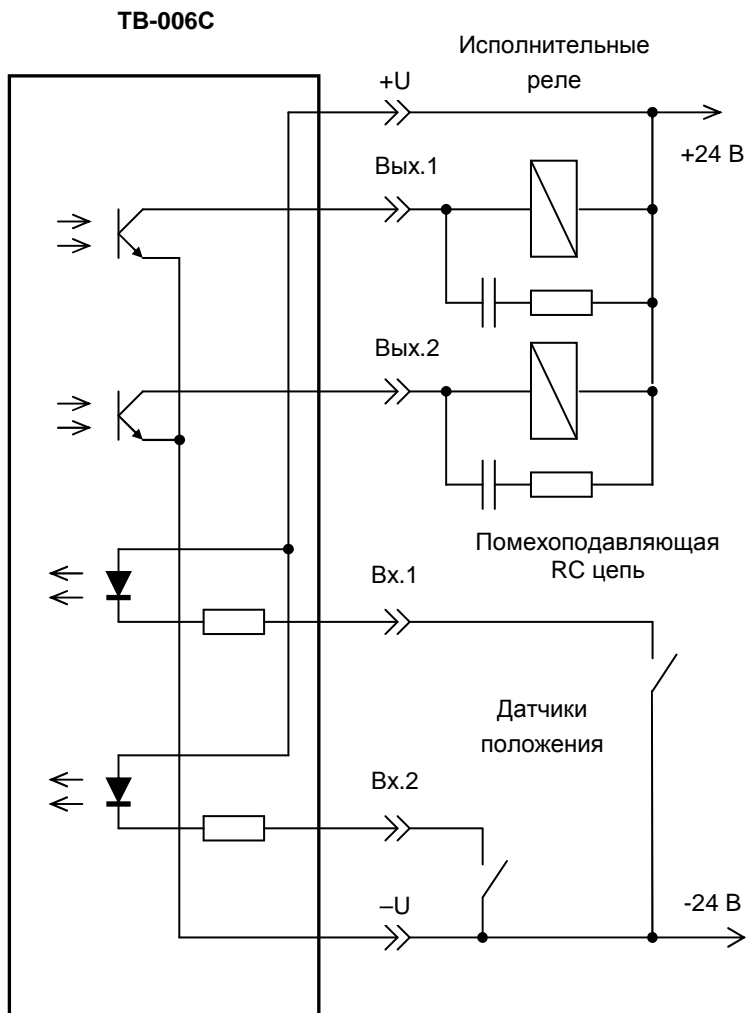 ТВ-006С
Исполнительные
реле
+U
+24 В
Вых.1
Вых.2
Помехоподавляющая
RC цепь
Вх.1
Датчики
положения
Вх.2
–U
-24 В